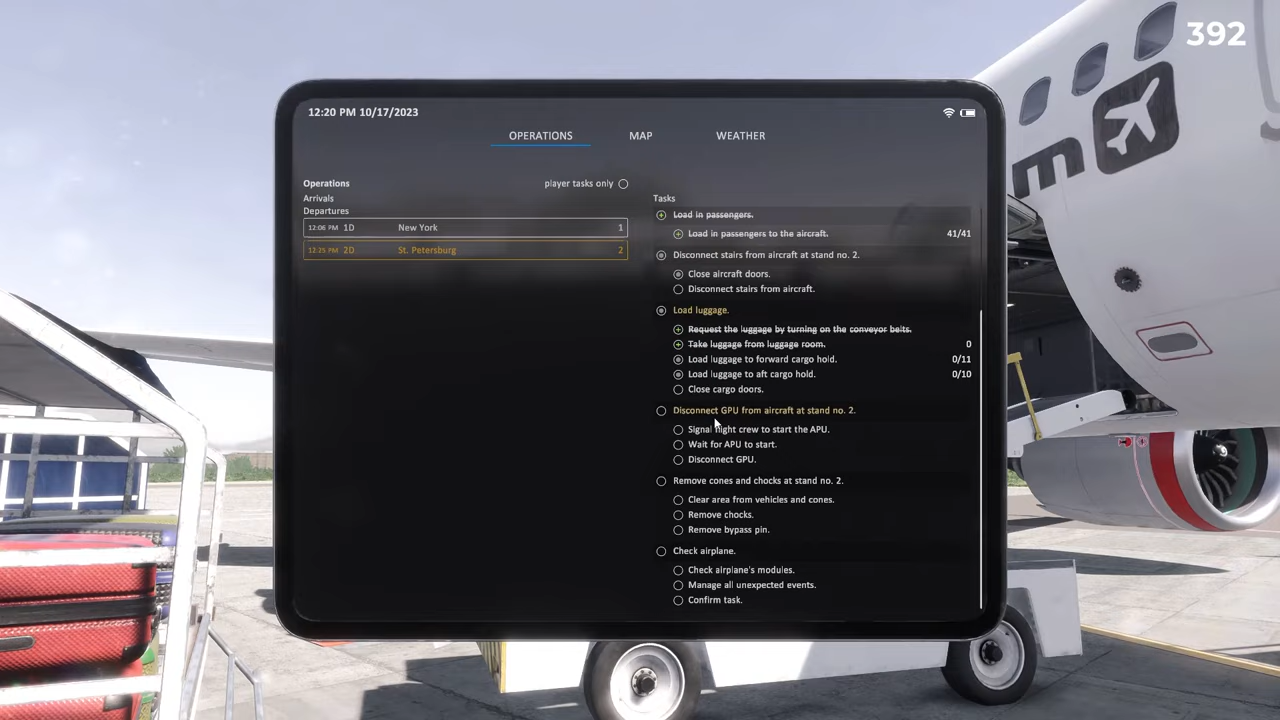 392
12:20 PM 10/17/2023
OPERATIONS MAP WEATHER
Operations
player tasks only
Arrivals
Departures
12:06 PM 1D New York 1
12:25 PM 2D St. Petersburg 2
Tasks
Load in passengers.
Load in passengers to the aircraft. 41/41
Disconnect stairs from aircraft at stand no. 2.
Close aircraft doors.
Disconnect stairs from aircraft.
Load luggage.
Request the luggage by turning on the conveyor belts.
Take luggage from luggage room. 0
Load luggage to forward cargo hold. 0/11
Load luggage to aft cargo hold. 0/10
Close cargo doors.
Disconnect GPU from aircraft at stand no. 2.
Signal flight crew to start the APU.
Wait for APU to start.
Disconnect GPU.
Remove cones and chocks at stand no. 2.
Clear area from vehicles and cones.
Remove chocks.
Remove bypass pin.
Check airplane.
Check airplane's modules.
Manage all unexpected events.
Confirm task.
m